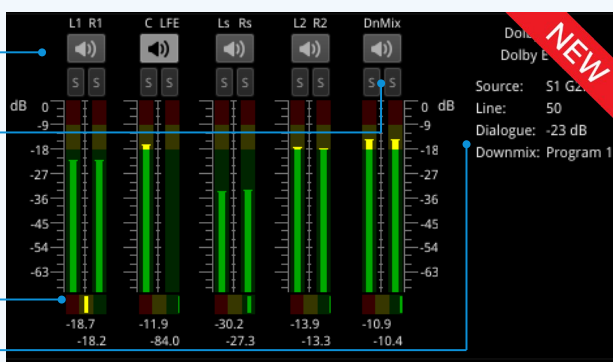 L1 R1 C LFE Ls Rs L2 R2 DnMix
S S S S S S S S S S
dB 0 0 dB
-9 -9
-18 -18
-27 -27
-36 -36
-45 -45
-54 -54
-63 -63
-18.7 -11.9 -30.2 -13.9 -10.9
-18.2 -84.0 -27.3 -13.3 -10.4
NEW
Dolby E
Source: S1
Line: 50
Dialogue: -23 dB
Downmix: Program 1